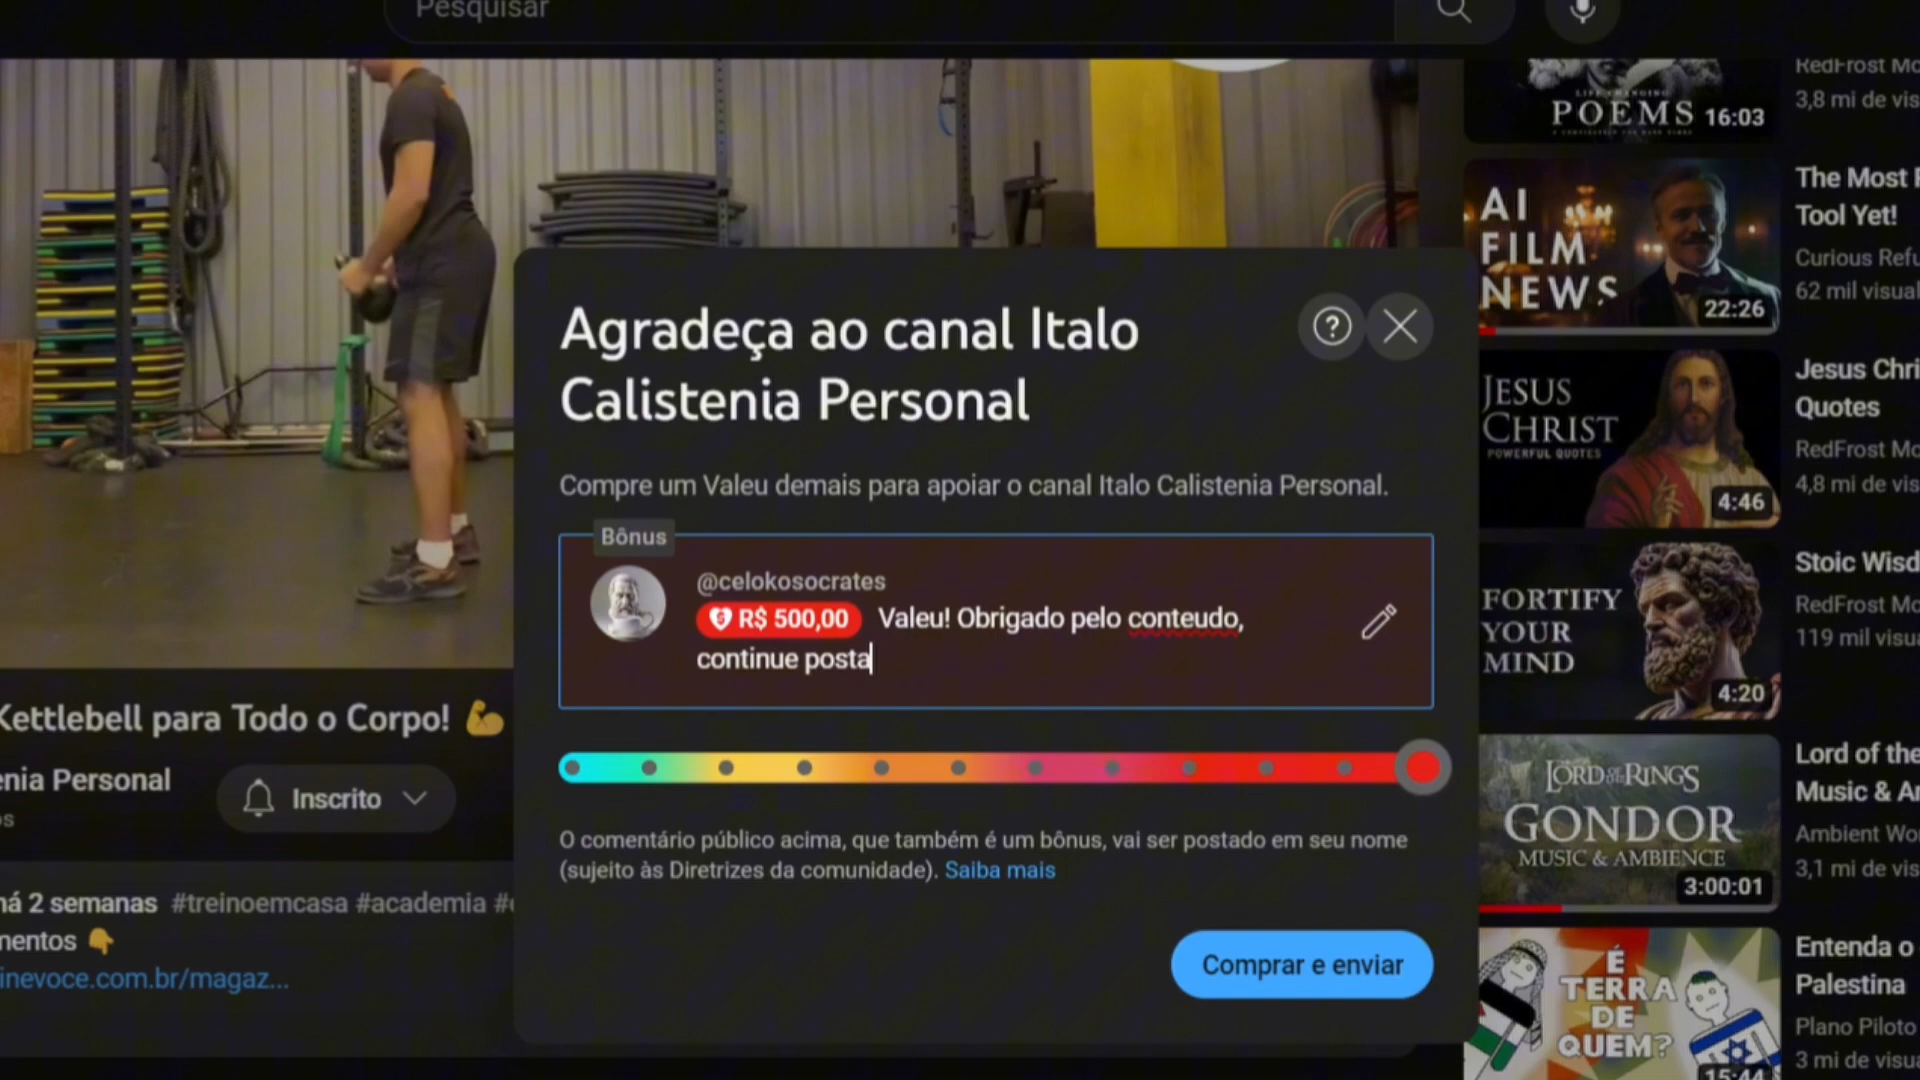 Pesquisar
Agradeça ao canal Italo
Calistenia Personal
Compre um Valeu demais para apoiar o canal Italo Calistenia Personal.
Bônus
@celokosocrates
R$ 500,00 Valeu! Obrigado pelo conteudo,
continue posta
O comentário público acima, que também é um bônus, vai ser postado em seu nome
(sujeito às Diretrizes da comunidade). Saiba mais
Comprar e enviar
Kettlebell para Todo o Corpo! 💪
enia Personal
os
Inscrito
há 2 semanas #treinoemcasa #academia #
mentos 👇
inevoce.com.br/magaz...
POEMS
16:03
RedFrost Mo
3,8 mi de vis
AI
FILM
NEWS
22:26
The Most
Tool Yet!
Curious Refu
62 mil visual
JESUS
CHRIST
POWERFUL QUOTES
4:46
Jesus Chri
Quotes
RedFrost Mo
4,8 mi de vis
FORTIFY
YOUR
MIND
4:20
Stoic Wisd
RedFrost Mo
119 mil visua
LORD OF THE RINGS
GONDOR
MUSIC & AMBIENCE
3:00:01
Lord of the
Music & A
Ambient Wo
3,1 mi de vis
É
TERRA
DE
QUEM?
15:44
Entenda o
Palestina
Plano Piloto
3 mi de visua